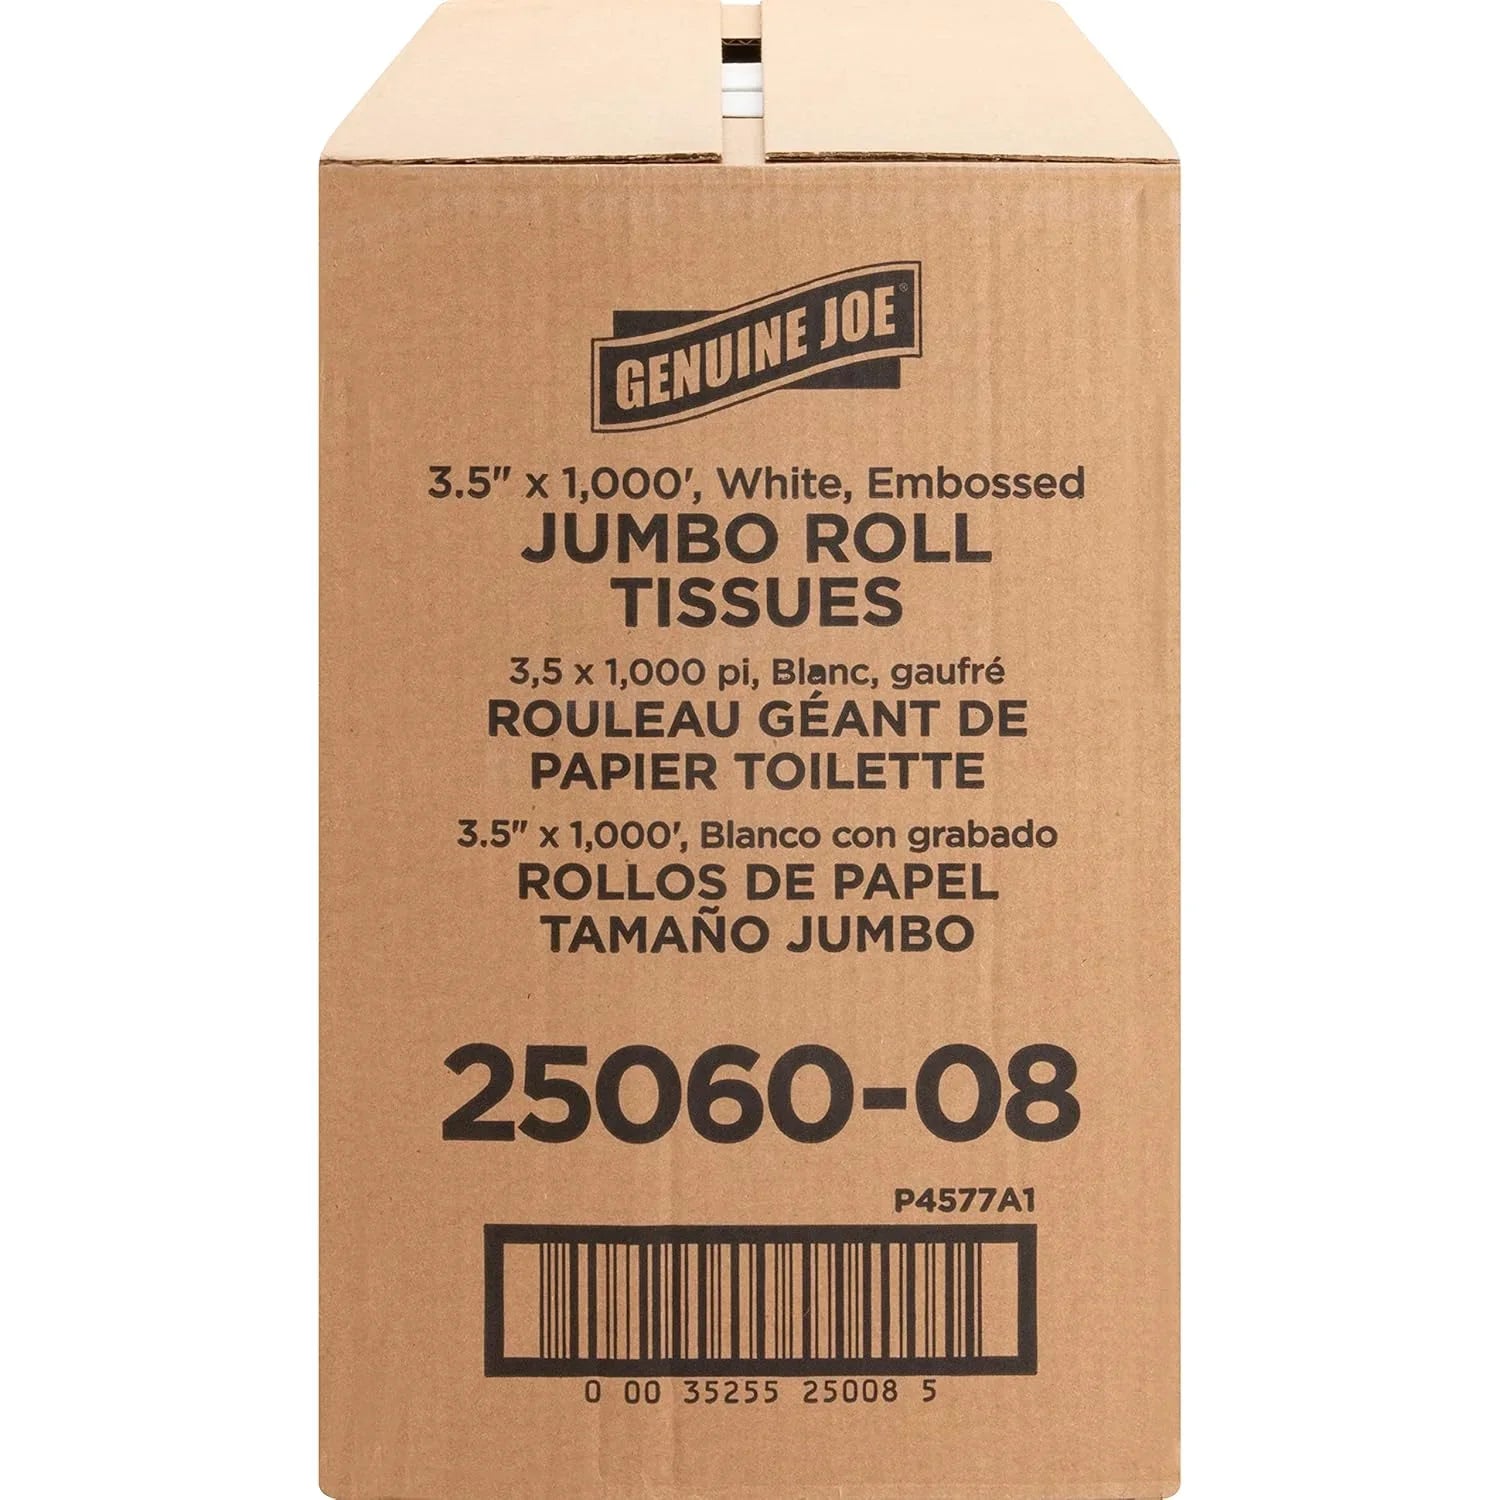 GENUINE JOE®
3.5" x 1,000', White, Embossed
JUMBO ROLL
TISSUES
3,5 x 1,000 pi, Blanc, gaufré
ROULEAU GÉANT DE
PAPIER TOILETTE
3.5" x 1,000', Blanco con grabado
ROLLOS DE PAPEL
TAMAÑO JUMBO
25060-08
P4577A1
0 00 35255 25008 5